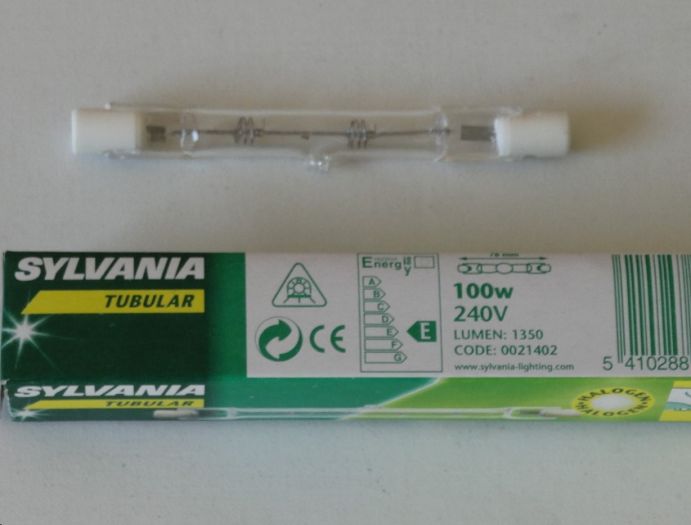 SYLVANIA
TUBULAR
Energy
A
B
C
D
E
F
G
E
CE
78 mm
100w
240V
LUMEN: 1350
CODE: 0021402
www.sylvania-lighting.com
5 410288
SYLVANIA
TUBULAR
HALOGEN
HALOGEN